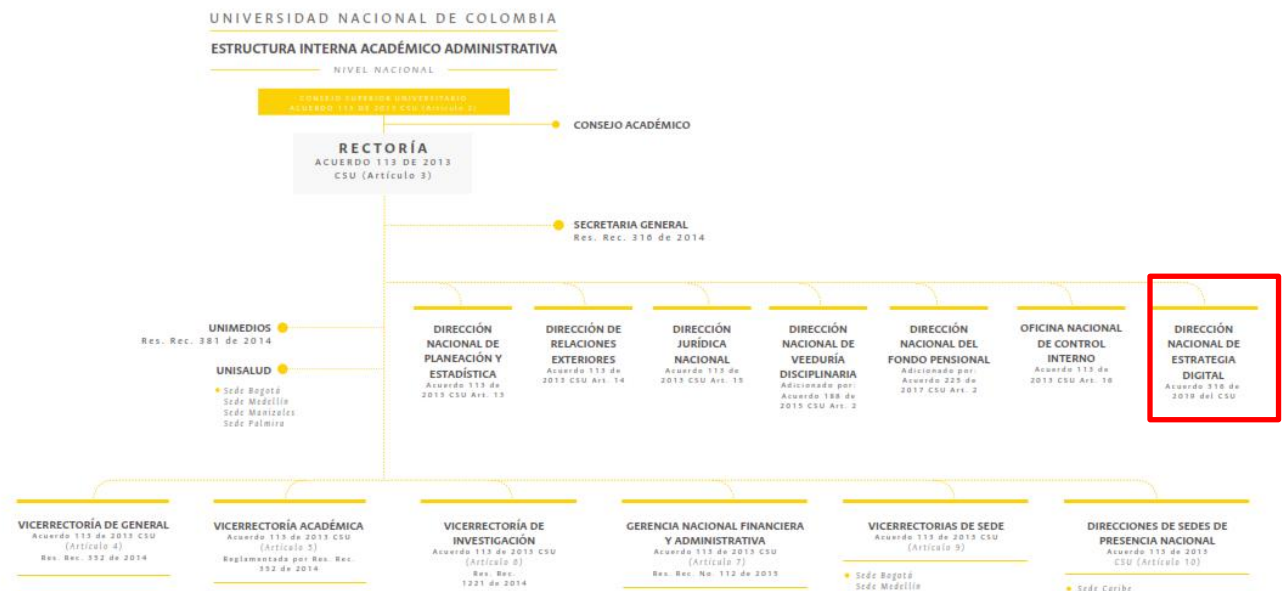 UNIVERSIDAD NACIONAL DE COLOMBIA
ESTRUCTURA INTERNA ACADÉMICO ADMINISTRATIVA
NIVEL NACIONAL
CONSEJO SUPERIOR UNIVERSITARIO
ACUERDO 113 DE 2013 CSU
CONSEJO ACADÉMICO
RECTORÍA
ACUERDO 113 DE 2013
CSU (Artículo 3)
SECRETARIA GENERAL
Res. Rec. 316 de 2014
UNIMEDIOS
Res. Rec. 381 de 2014
UNISALUD
Sede Bogotá
Sede Medellín
Sede Manizales
Sede Palmira
DIRECCIÓN
NACIONAL DE
PLANEACIÓN Y
ESTADÍSTICA
Acuerdo 113 de
2013 CSU Art. 13
DIRECCIÓN DE
RELACIONES
EXTERIORES
Acuerdo 113 de
2013 CSU Art. 14
DIRECCIÓN
JURÍDICA
NACIONAL
Acuerdo 113 de
2013 CSU Art. 15
DIRECCIÓN
NACIONAL DE
VEEDURÍA
DISCIPLINARIA
Adicionado por:
Acuerdo 188 de
2015 CSU Art. 2
DIRECCIÓN
NACIONAL DEL
FONDO PENSIONAL
Adicionado por:
Acuerdo 225 de
2017 CSU Art. 2
OFICINA NACIONAL
DE CONTROL
INTERNO
Acuerdo 113 de
2013 CSU Art. 16
DIRECCIÓN
NACIONAL DE
ESTRATEGIA
DIGITAL
Acuerdo 316 de
2019 del CSU
VICERRECTORÍA DE GENERAL
Acuerdo 113 de 2013 CSU
(Artículo 4)
Res. Rec. 352 de 2014
VICERRECTORÍA ACADÉMICA
Acuerdo 113 de 2013 CSU
(Artículo 5)
Reglamentada por Res. Rec.
352 de 2014
VICERRECTORÍA DE
INVESTIGACIÓN
Acuerdo 113 de 2013 CSU
(Artículo 6)
Res. Rec.
1221 de 2014
GERENCIA NACIONAL FINANCIERA
Y ADMINISTRATIVA
Acuerdo 113 de 2013 CSU
(Artículo 7)
Res. Rec. No. 112 de 2015
VICERRECTORIAS DE SEDE
Acuerdo 113 de 2013 CSU
(Artículo 9)
Sede Bogotá
Sede Medellín
DIRECCIONES DE SEDES DE
PRESENCIA NACIONAL
Acuerdo 113 de 2013
CSU (Artículo 10)
Sede Caribe